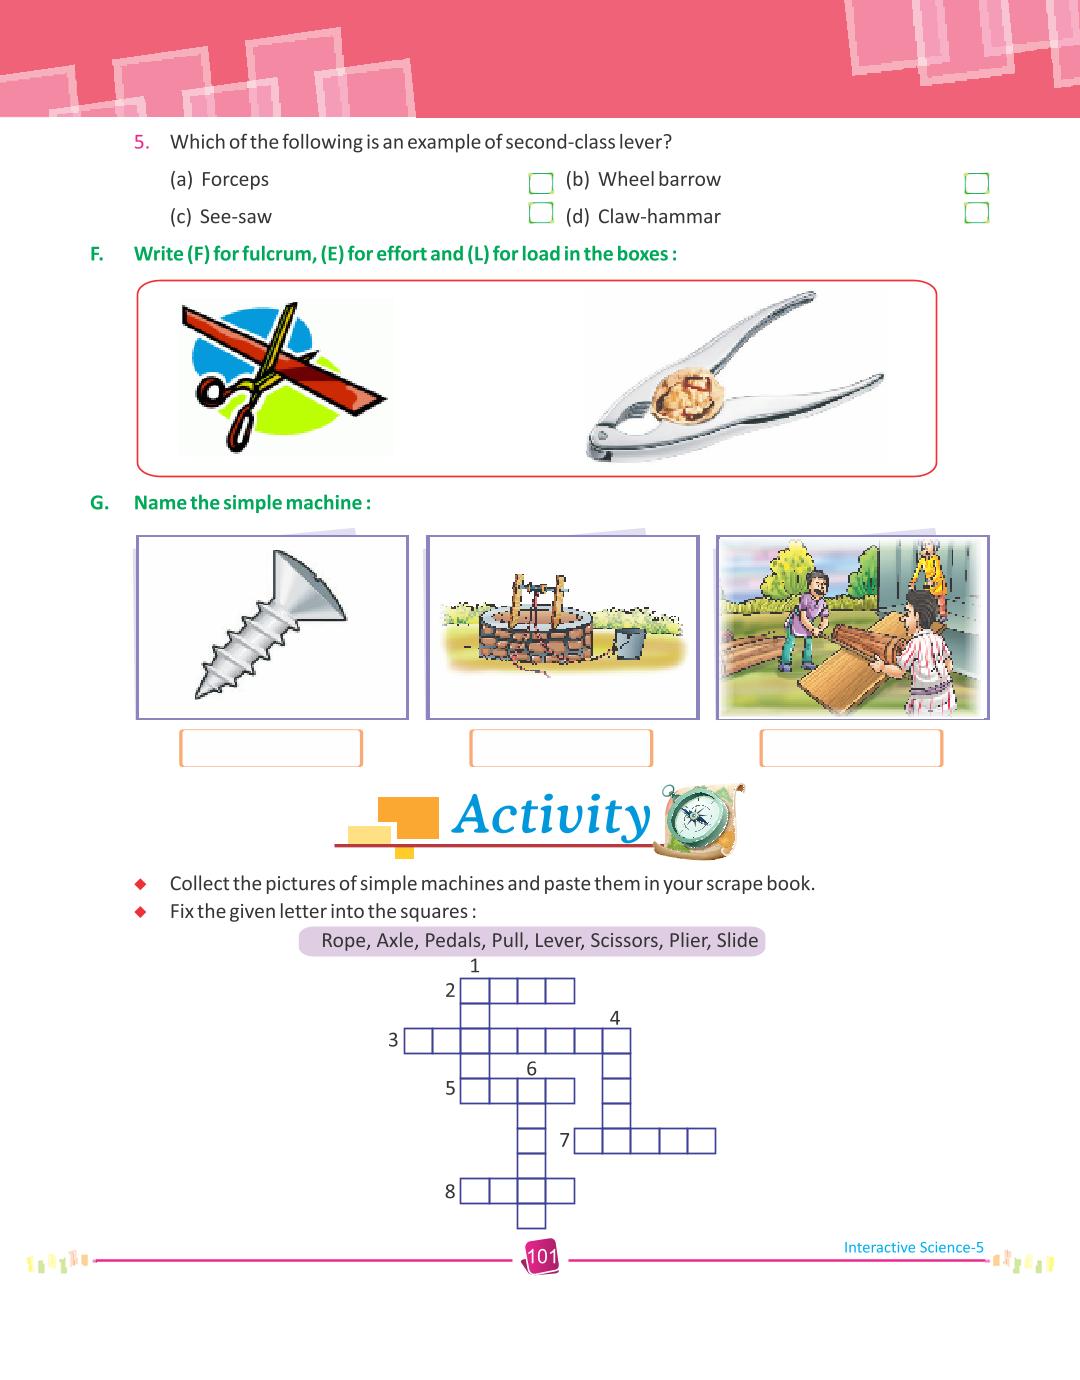 5. Which of the following is an example of second-class lever?
(a) Forceps (b) Wheel barrow
(c) See-saw (d) Claw-hammar
F. Write (F) for fulcrum, (E) for effort and (L) for load in the boxes :
G. Name the simple machine :
Activity
◆ Collect the pictures of simple machines and paste them in your scrape book.
◆ Fix the given letter into the squares :
Rope, Axle, Pedals, Pull, Lever, Scissors, Plier, Slide
1
2
4
3
6
5
7
8
Interactive Science-5
101